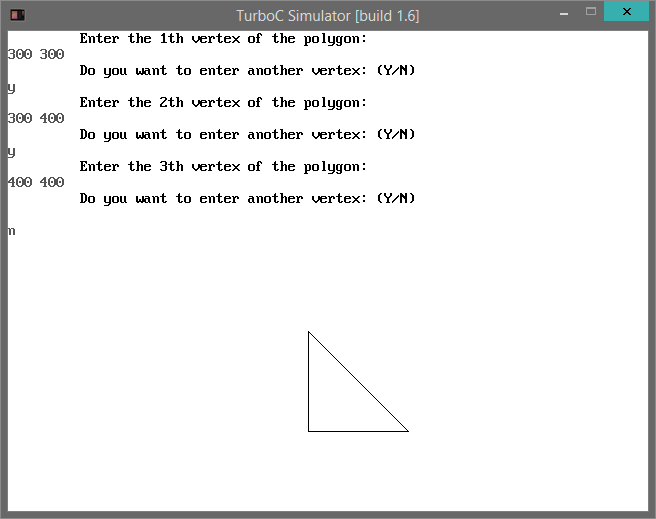 TurboC Simulator [build 1.6]
Enter the 1th vertex of the polygon:
300 300
Do you want to enter another vertex: (Y/N)
y
Enter the 2th vertex of the polygon:
300 400
Do you want to enter another vertex: (Y/N)
y
Enter the 3th vertex of the polygon:
400 400
Do you want to enter another vertex: (Y/N)
n